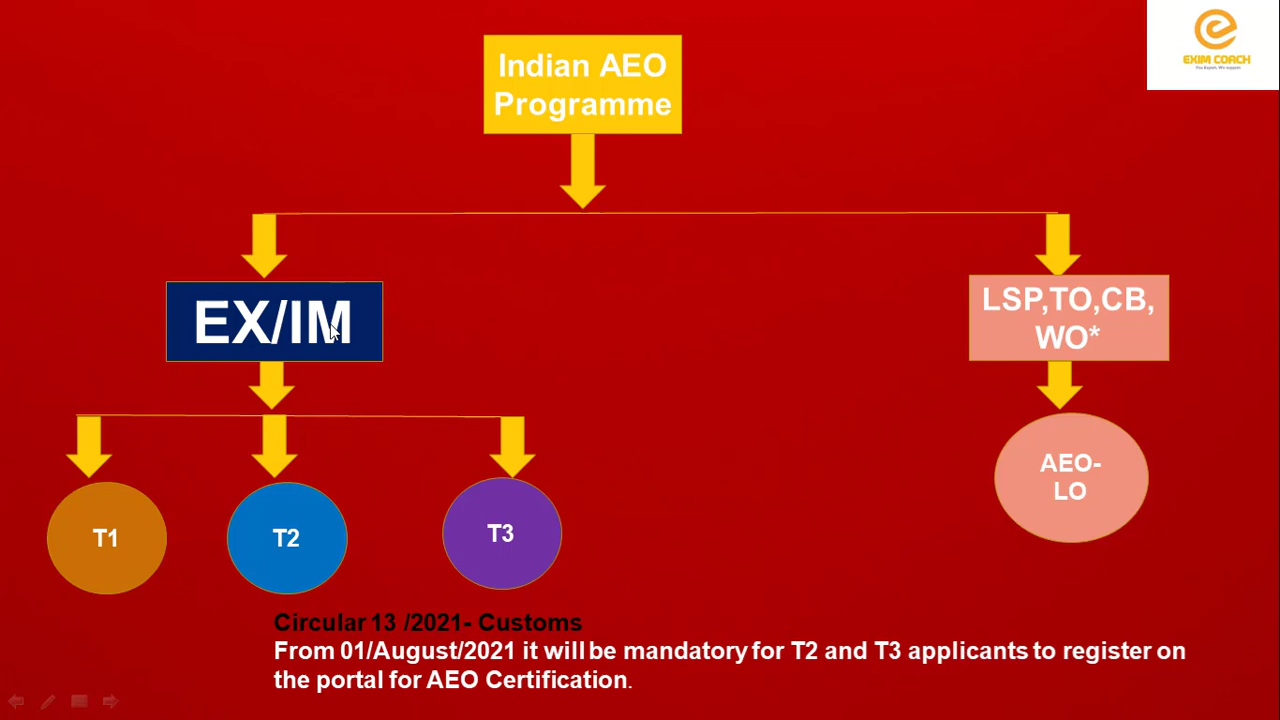 EXIM COACH
Indian AEO
Programme
EX/IM
LSP,TO,CB,
WO*
T1
T2
T3
AEO-
LO
Circular 13 /2021- Customs
From 01/August/2021 it will be mandatory for T2 and T3 applicants to register on
the portal for AEO Certification.